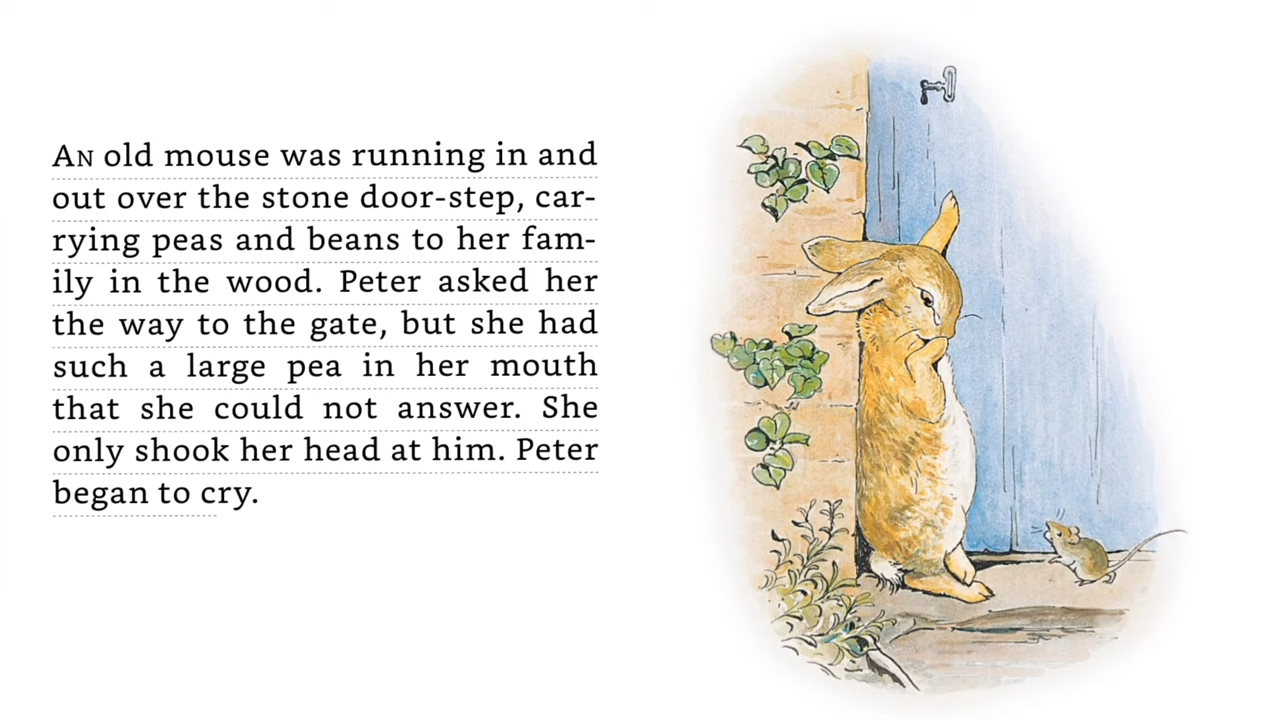 An old mouse was running in and
out over the stone door-step, car-
rying peas and beans to her fam-
ily in the wood. Peter asked her
the way to the gate, but she had
such a large pea in her mouth
that she could not answer. She
only shook her head at him. Peter
began to cry.